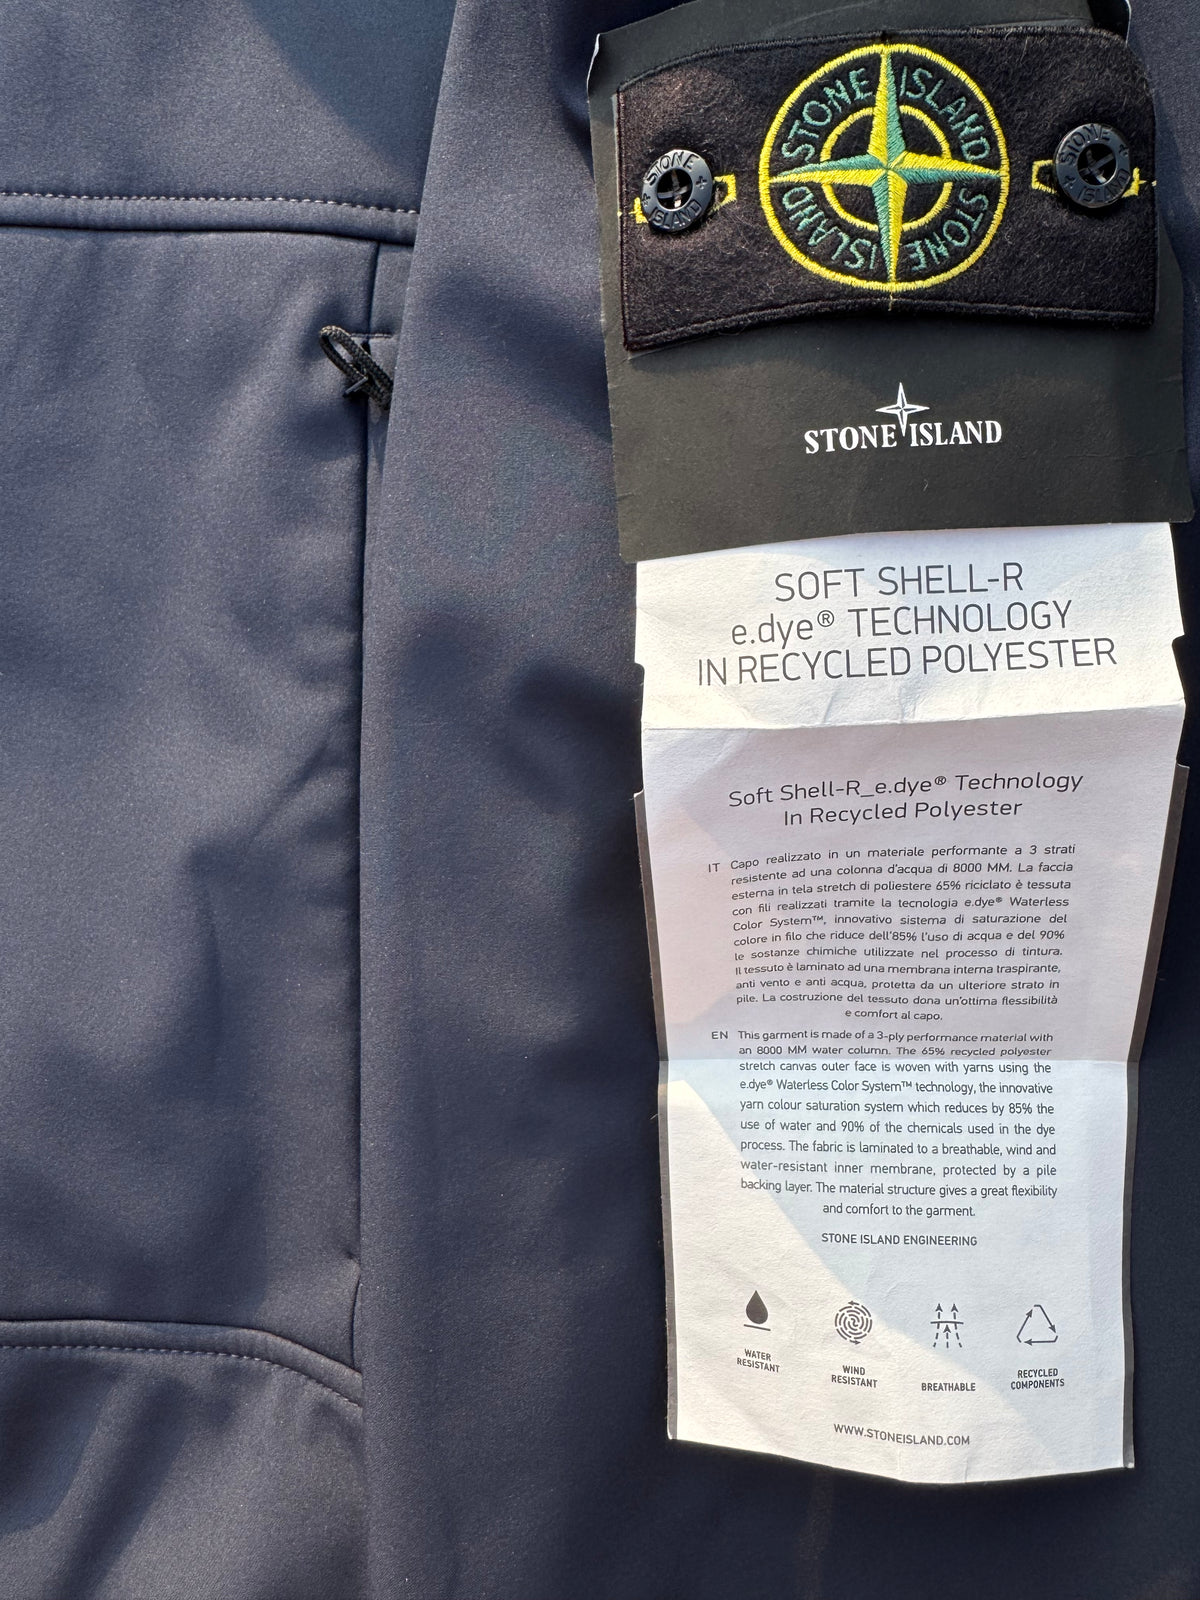 STONE ISLAND
STONE ISLAND
STONE ISLAND
STONE ISLAND
STONE ISLAND
SOFT SHELL-R
e.dye® TECHNOLOGY
IN RECYCLED POLYESTER
Soft Shell-R_e.dye® Technology
In Recycled Polyester
IT Capo realizzato in un materiale performante a 3 strati
resistente ad una colonna d'acqua di 8000 MM. La faccia
esterna in tela stretch di poliestere 65% riciclato è tessuta
con fili realizzati tramite la tecnologia e.dye® Waterless
Color System™, innovativo sistema di saturazione del
colore in filo che riduce dell'85% l'uso di acqua e del 90%
le sostanze chimiche utilizzate nel processo di tintura.
Il tessuto è laminato ad una membrana interna traspirante,
anti vento e anti acqua, protetta da un ulteriore strato in
pile. La costruzione del tessuto dona un'ottima flessibilità
e comfort al capo.
EN This garment is made of a 3-ply performance material with
an 8000 MM water column. The 65% recycled polyester
stretch canvas outer face is woven with yarns using the
e.dye® Waterless Color System™ technology, the innovative
yarn colour saturation system which reduces by 85% the
use of water and 90% of the chemicals used in the dye
process. The fabric is laminated to a breathable, wind and
water-resistant inner membrane, protected by a pile
backing layer. The material structure gives a great flexibility
and comfort to the garment.
STONE ISLAND ENGINEERING
WATER
RESISTANT
WIND
RESISTANT
BREATHABLE
RECYCLED
COMPONENTS
WWW.STONEISLAND.COM